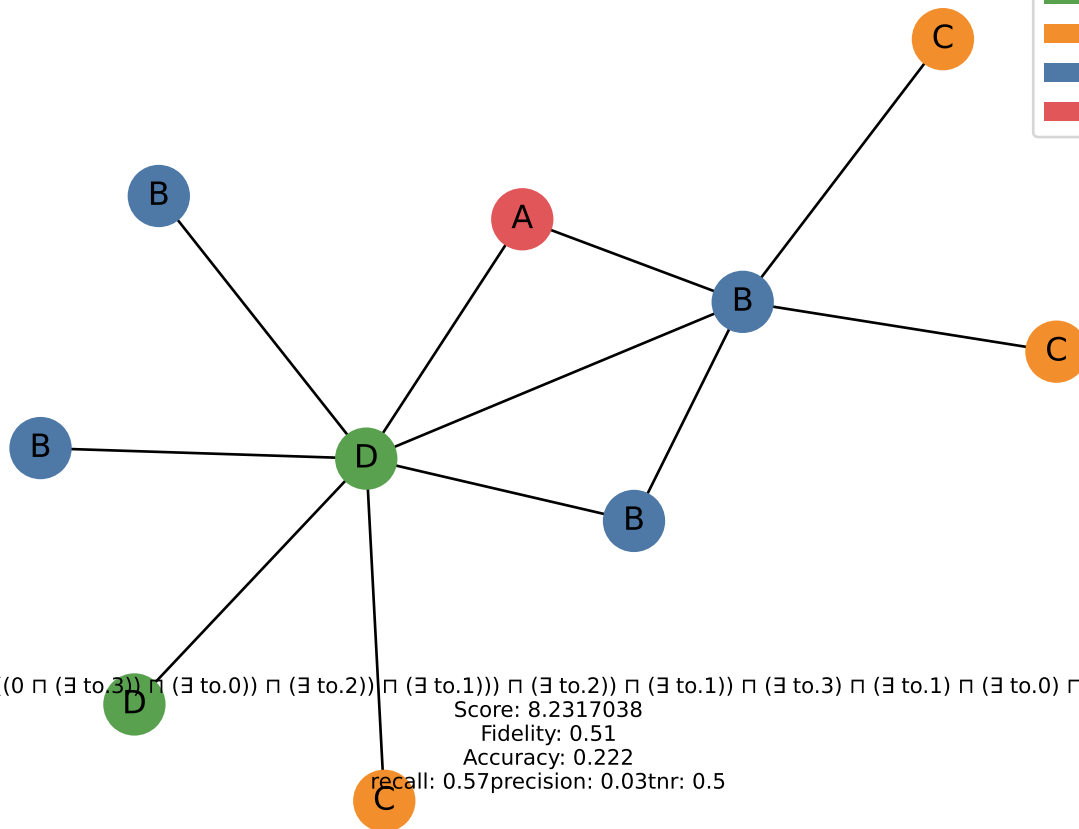 C
B
A
B
C
B
D
B
((0 ⊓ (∃ to.3)) ⊓ (∃ to.0)) ⊓ (∃ to.2)) ⊓ (∃ to.1))) ⊓ (∃ to.2)) ⊓ (∃ to.1)) ⊓ (∃ to.3) ⊓ (∃ to.1) ⊓ (∃ to.0) ⊓
D
Score: 8.2317038
Fidelity: 0.51
Accuracy: 0.222
recall: 0.57precision: 0.03tnr: 0.5
C